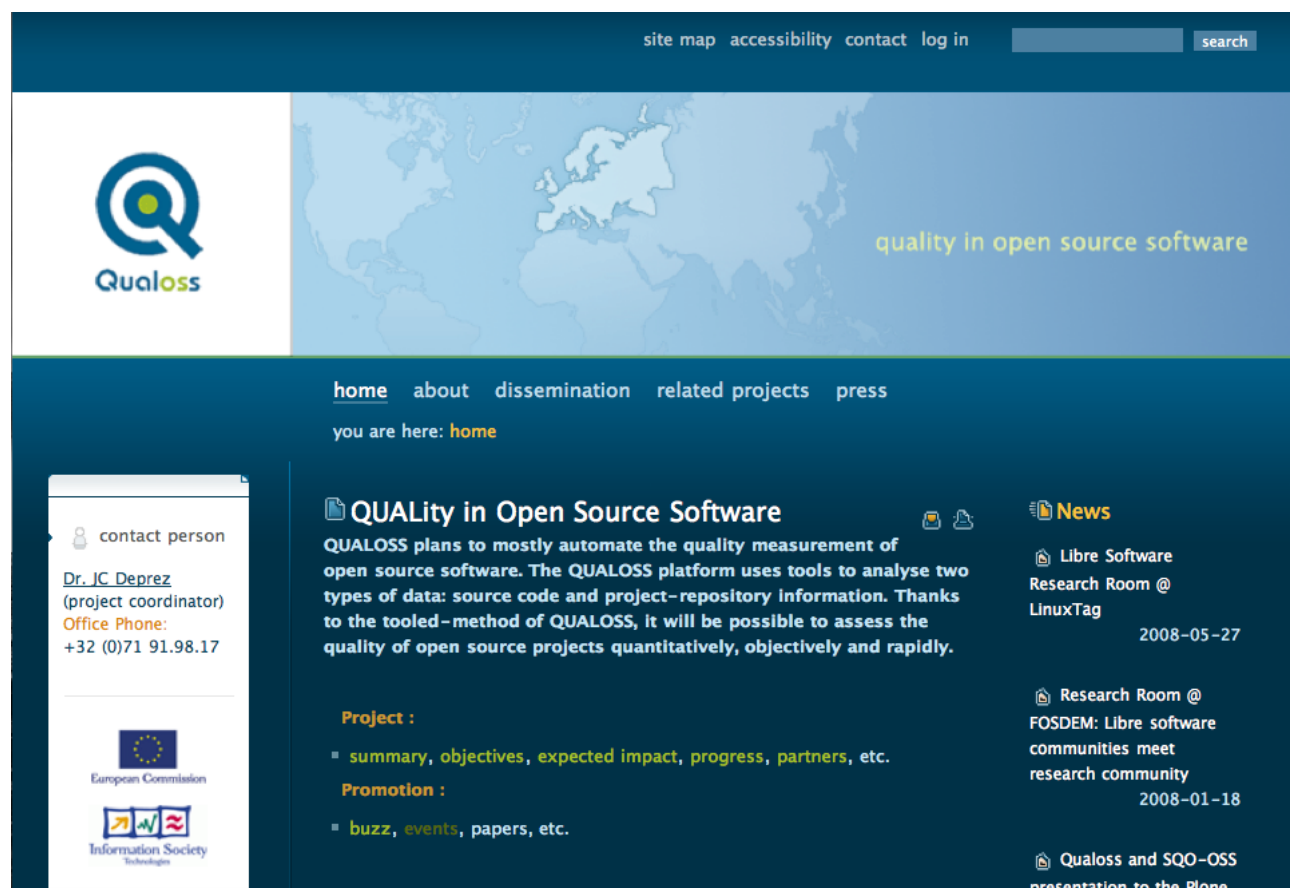 site map accessibility contact log in search
Qualoss
quality in open source software
home about dissemination related projects press
you are here: home
contact person
Dr. JC Deprez
(project coordinator)
Office Phone:
+32 (0)71 91.98.17
European Commission
Information Society
Technologies
QUALity in Open Source Software
QUALOSS plans to mostly automate the quality measurement of
open source software. The QUALOSS platform uses tools to analyse two
types of data: source code and project-repository information. Thanks
to the tooled-method of QUALOSS, it will be possible to assess the
quality of open source projects quantitatively, objectively and rapidly.
Project :
summary, objectives, expected impact, progress, partners, etc.
Promotion :
buzz, events, papers, etc.
News
Libre Software
Research Room @
LinuxTag
2008-05-27
Research Room @
FOSDEM: Libre software
communities meet
research community
2008-01-18
Qualoss and SQO-OSS
presentation to the Plone